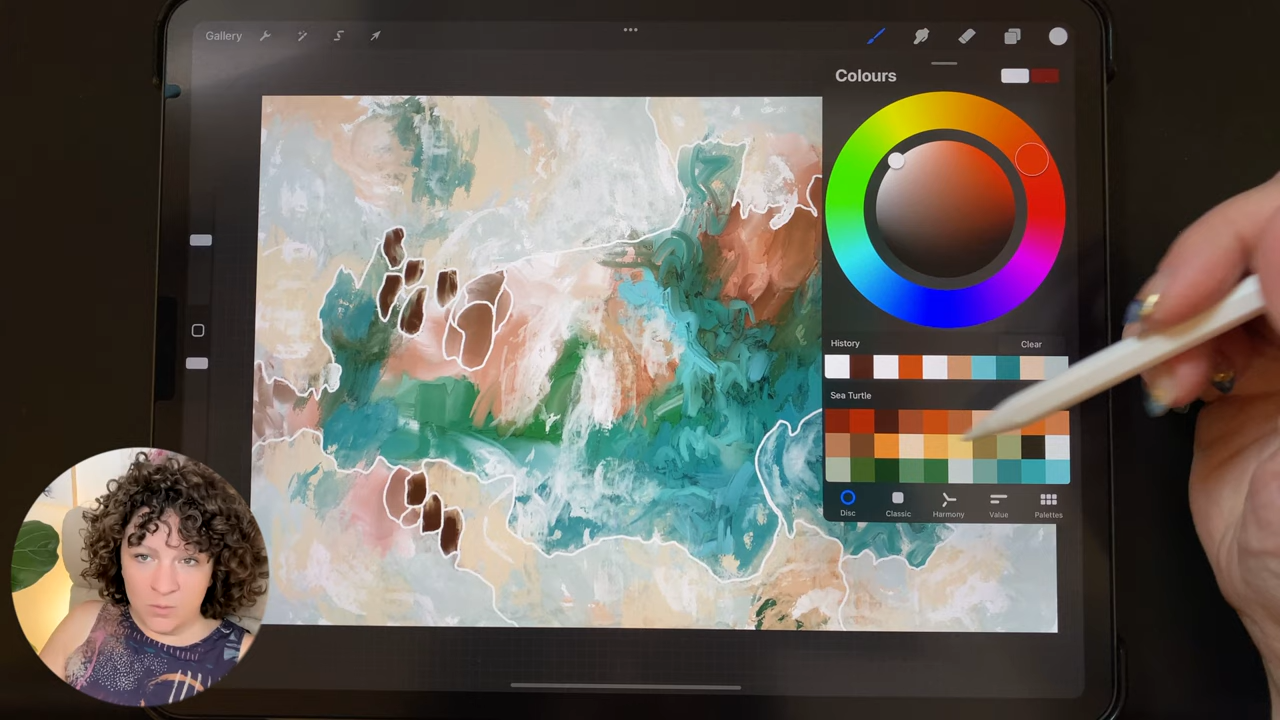 Gallery
Colours
History
Clear
Sea Turtle
Disc
Classic
Harmony
Value
Palettes